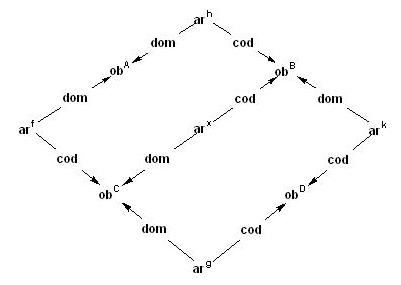 ar^h
dom cod
ob^A ob^B
dom cod dom
ar^f ar^x ar^k
cod dom cod
ob^C ob^D
dom cod
ar^g